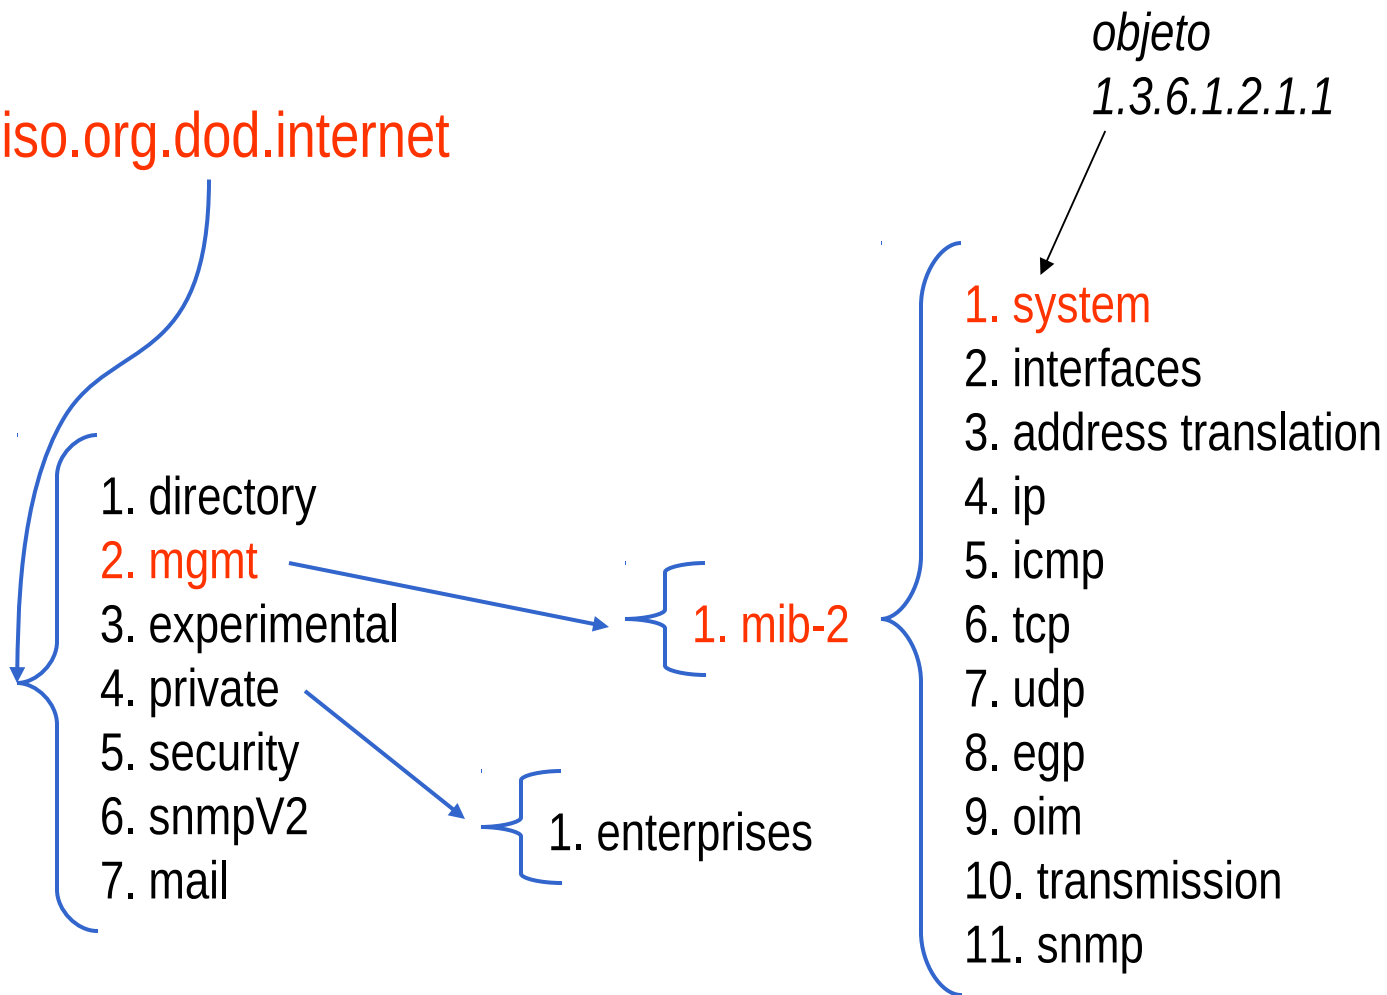 objeto
1.3.6.1.2.1.1
iso.org.dod.internet
1. directory
2. mgmt
3. experimental
4. private
5. security
6. snmpV2
7. mail
1. mib-2
1. enterprises
1. system
2. interfaces
3. address translation
4. ip
5. icmp
6. tcp
7. udp
8. egp
9. oim
10. transmission
11. snmp